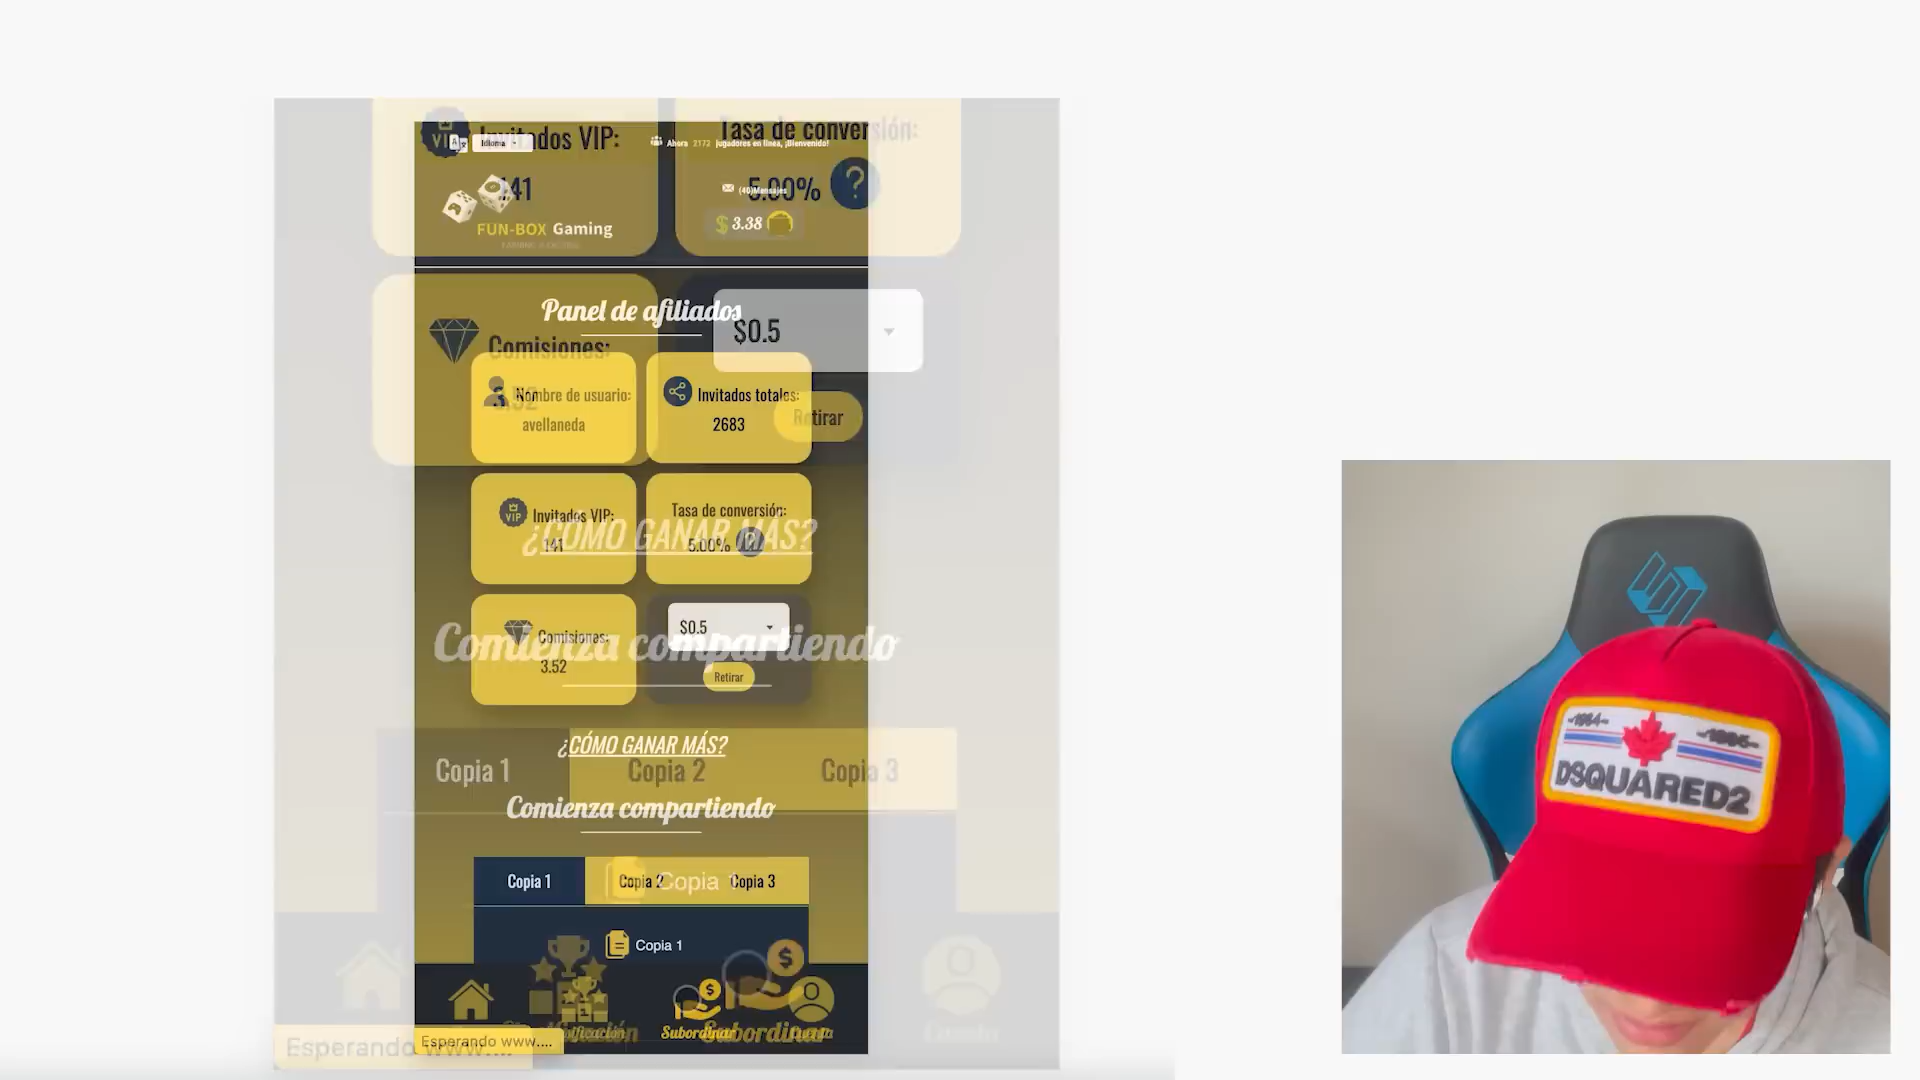 Invitados VIP:
141
Tasa de conversión:
5.00%
Idioma
Ahora 2172 jugadores en línea, ¡Bienvenido!
(40)Mensajes
$ 3.38
FUN-BOX Gaming
Panel de afiliados
$0.5
Comisiones:
Retirar
Nombre de usuario:
avellaneda
Invitados totales:
2683
Invitados VIP:
141
Tasa de conversión:
5.00%
¿CÓMO GANAR MÁS?
Comienza compartiendo
Comisiones:
3.52
$0.5
Retirar
¿CÓMO GANAR MÁS?
Copia 1
Copia 2
Copia 3
Comienza compartiendo
Copia 1
Copia 2
Copia 3
Copia 1
Copia 1
Subordinar
Subordinar
Cuenta
Esperando www....
Esperando www....
1964
1995
DSQUARED2